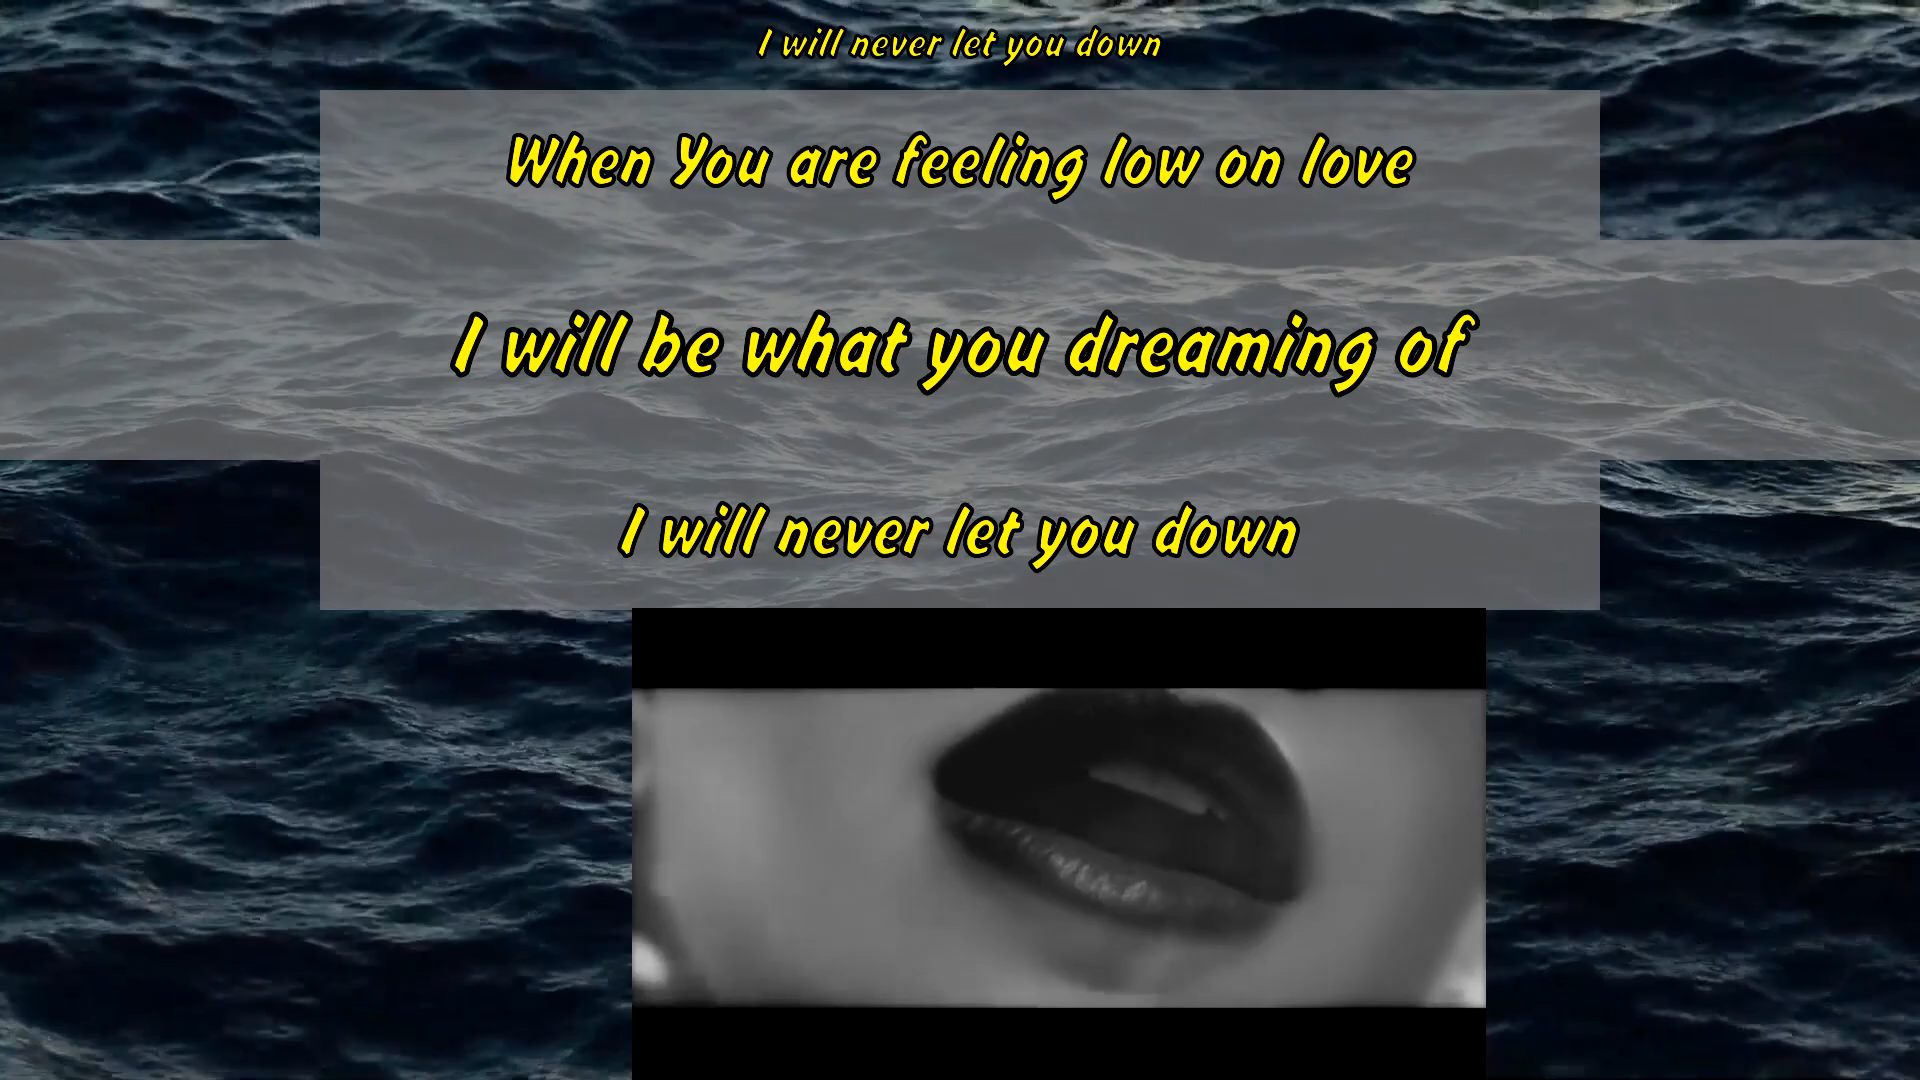 I will never let you down
When You are feeling low on love
I will be what you dreaming of
I will never let you down